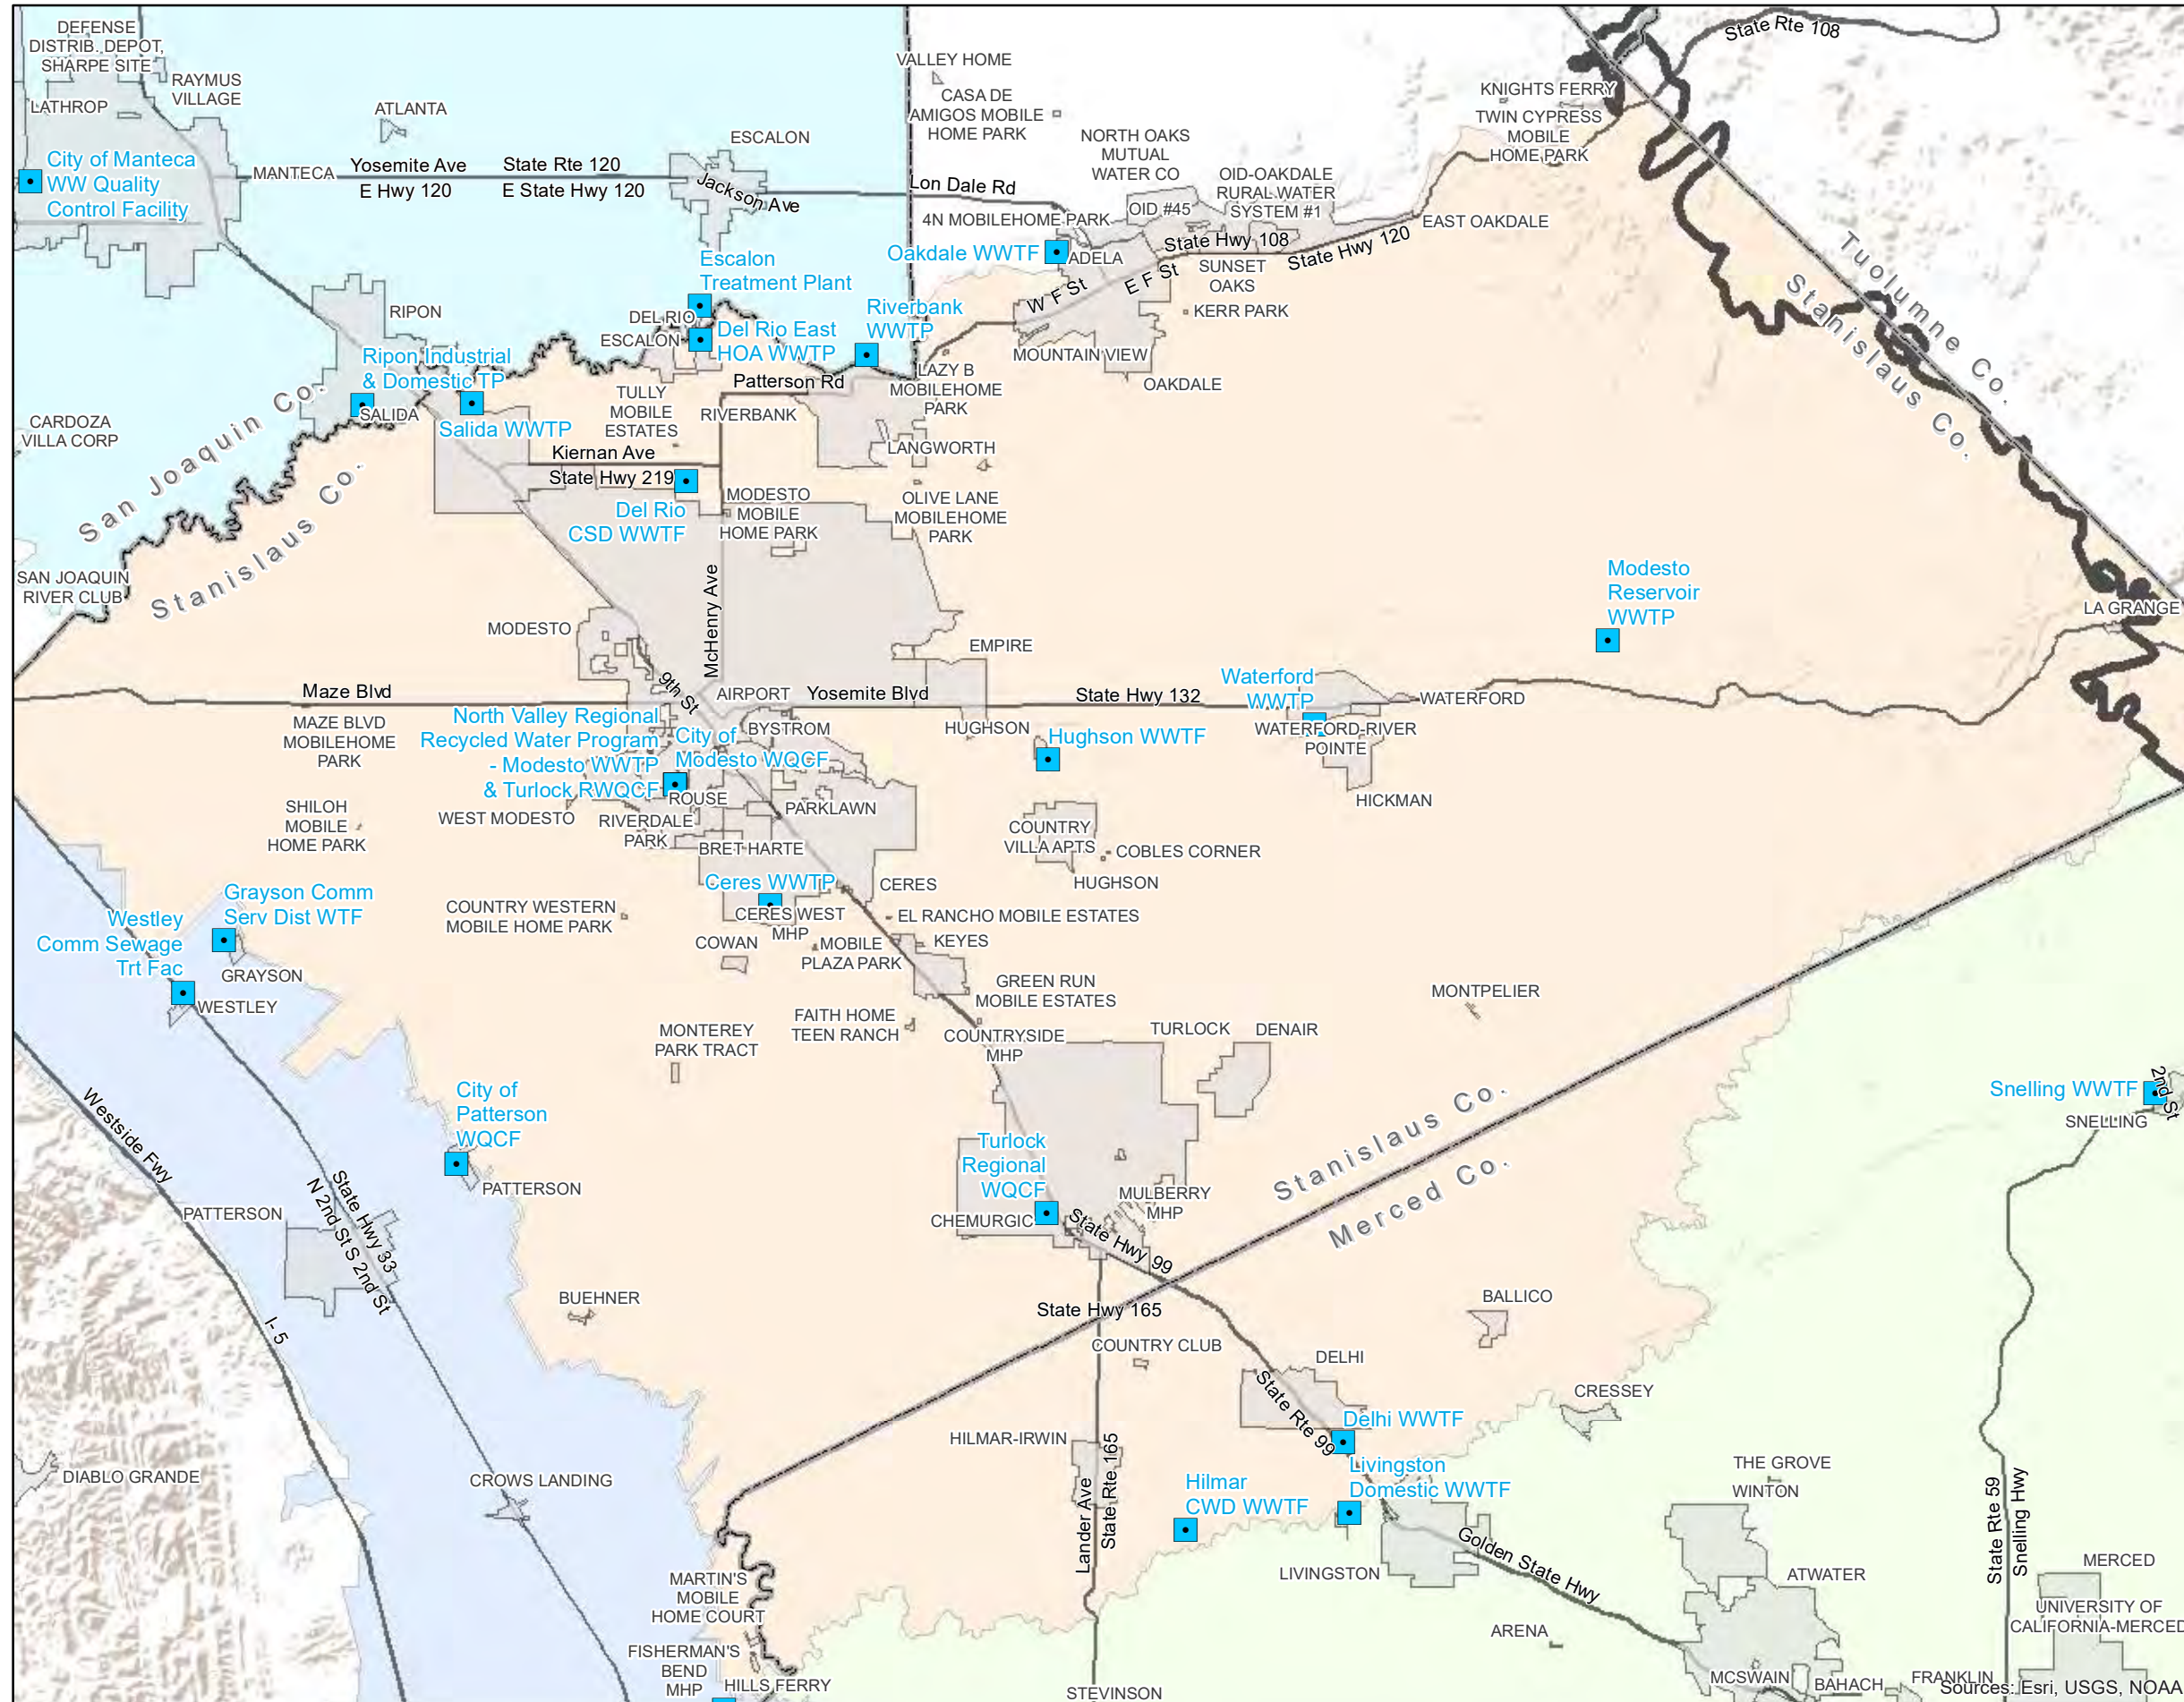 DEFENSE
DISTRIB. DEPOT,
SHARPE SITE
RAYMUS
VILLAGE
LATHROP
ATLANTA
ESCALON
VALLEY HOME
CASA DE
AMIGOS MOBILE
HOME PARK
NORTH OAKS
MUTUAL
WATER CO
OID-OAKDALE
RURAL WATER
SYSTEM #1
KNIGHTS FERRY
TWIN CYPRESS
MOBILE
HOME PARK
State Rte 108
City of Manteca
WW Quality
Control Facility
MANTECA
Yosemite Ave
State Rte 120
E Hwy 120
E State Hwy 120
Jackson Ave
Lon Dale Rd
4N MOBILEHOME PARK
OID #45
EAST OAKDALE
State Hwy 108
State Hwy 120
Oakdale WWTF
ADELA
W F St
E F St
SUNSET
OAKS
KERR PARK
Escalon
Treatment Plant
RIPON
DEL RIO
ESCALON
Del Rio East
HOA WWTP
Riverbank
WWTP
MOUNTAIN VIEW
OAKDALE
LAZY B
MOBILEHOME
PARK
Tuolumne Co.
Stanislaus Co.
Ripon Industrial
& Domestic TP
SALIDA
Salida WWTP
CARDOZA
VILLA CORP
San Joaquin Co.
Stanislaus Co.
TULLY
MOBILE
ESTATES
Patterson Rd
RIVERBANK
LANGWORTH
Kiernan Ave
State Hwy 219
Del Rio
CSD WWTF
MODESTO
MOBILE
HOME PARK
OLIVE LANE
MOBILEHOME
PARK
SAN JOAQUIN
RIVER CLUB
McHenry Ave
MODESTO
EMPIRE
Modesto
Reservoir
WWTP
LA GRANGE
Maze Blvd
9th St
AIRPORT
Yosemite Blvd
State Hwy 132
Waterford
WWTP
WATERFORD
MAZE BLVD
MOBILEHOME
PARK
North Valley Regional
Recycled Water Program
- Modesto WWTP
& Turlock RWQCF
City of
Modesto WQCF
BYSTROM
HUGHSON
Hughson WWTF
WATERFORD-RIVER
POINTE
HICKMAN
ROUSE
PARKLAWN
SHILOH
MOBILE
HOME PARK
WEST MODESTO
RIVERDALE
PARK
BRET HARTE
COUNTRY
VILLA APTS
COBLES CORNER
HUGHSON
Ceres WWTP
CERES
CERES WEST
MHP
EL RANCHO MOBILE ESTATES
Grayson Comm
Serv Dist WTF
GRAYSON
Westley
Comm Sewage
Trt Fac
WESTLEY
COUNTRY WESTERN
MOBILE HOME PARK
COWAN
MOBILE
PLAZA PARK
KEYES
GREEN RUN
MOBILE ESTATES
MONTPELIER
MONTEREY
PARK TRACT
FAITH HOME
TEEN RANCH
COUNTRYSIDE
MHP
TURLOCK
DENAIR
Westside Fwy
City of
Patterson
WQCF
PATTERSON
State Hwy 33
N 2nd St S 2nd St
PATTERSON
Turlock
Regional
WQCF
CHEMURGIC
MULBERRY
MHP
State Hwy 99
Stanislaus Co.
Merced Co.
Snelling WWTF
2nd St
SNELLING
I-5
BUEHNER
State Hwy 165
COUNTRY CLUB
BALLICO
DELHI
State Rte 99
CRESSEY
Delhi WWTF
DIABLO GRANDE
CROWS LANDING
HILMAR-IRWIN
Lander Ave
State Rte 165
Hilmar
CWD WWTF
Livingston
Domestic WWTF
LIVINGSTON
Golden State Hwy
THE GROVE
WINTON
State Rte 59
Snelling Hwy
MERCED
ATWATER
UNIVERSITY OF
CALIFORNIA-MERCED
MARTIN'S
MOBILE
HOME COURT
FISHERMAN'S
BEND
MHP
HILLS FERRY
STEVINSON
ARENA
MCSWAIN
BAHACH
FRANKLIN
Sources: Esri, USGS, NOAA